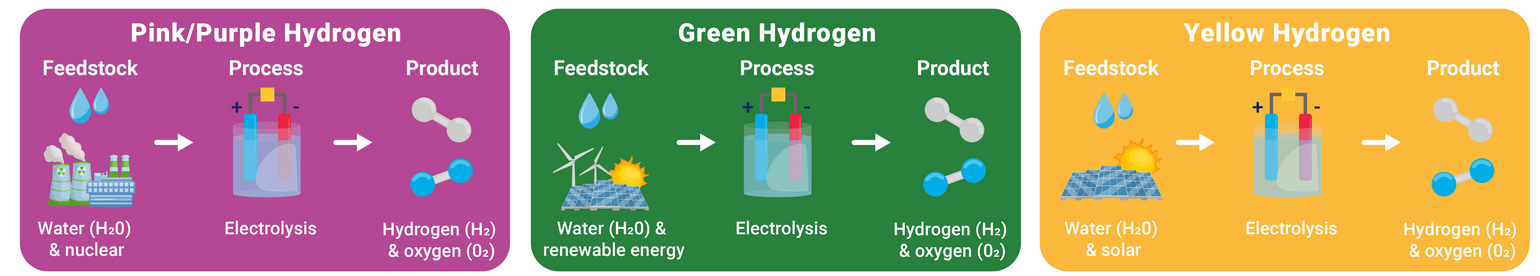 Pink/Purple Hydrogen
Feedstock
Process
Product
+ -
Water (H₂0)
& nuclear
Electrolysis
Hydrogen (H₂)
& oxygen (0₂)
Green Hydrogen
Feedstock
Process
Product
+ -
Water (H₂0) &
renewable energy
Electrolysis
Hydrogen (H₂)
& oxygen (0₂)
Yellow Hydrogen
Feedstock
Process
Product
+ -
Water (H₂0)
& solar
Electrolysis
Hydrogen (H₂)
& oxygen (0₂)